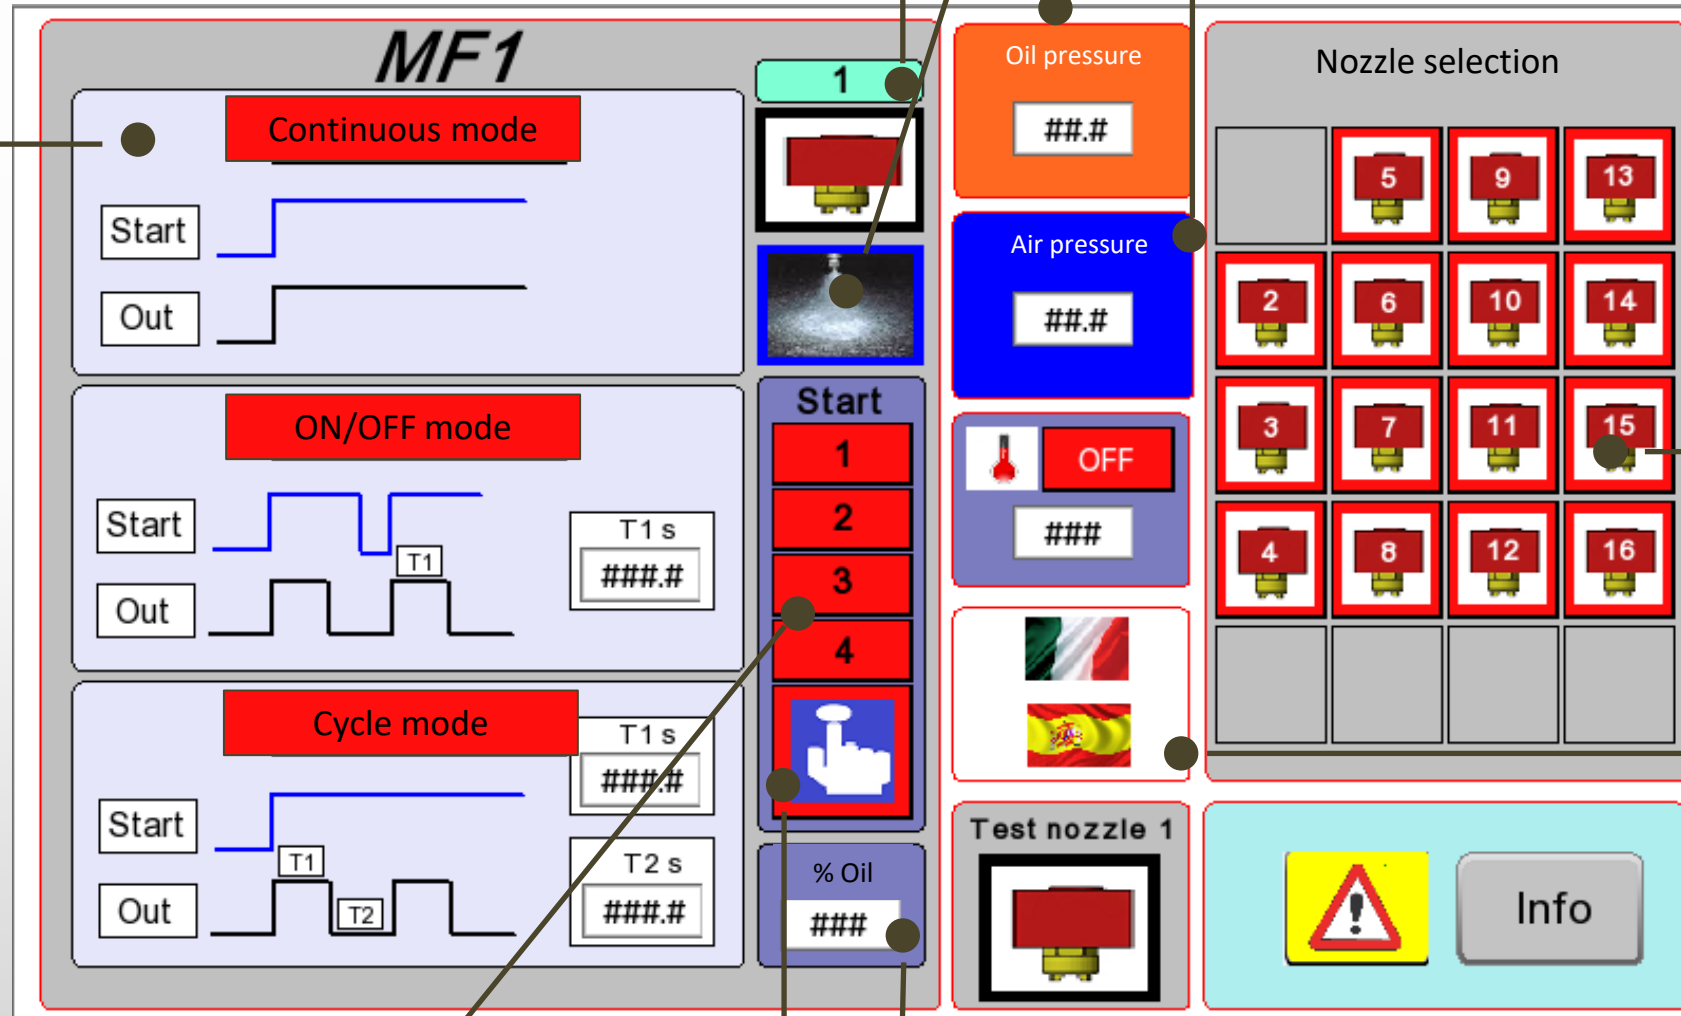 MF1
Continuous mode
Start
Out
ON/OFF mode
Start
Out
T1
T1 s
###.#
Cycle mode
Start
Out
T1
T2
T1 s
###.#
T2 s
###.#
1
Start
1
2
3
4
% Oil
###
Oil pressure
##.#
Air pressure
##.#
OFF
###
Test nozzle 1
Nozzle selection
5 9 13
2 6 10 14
3 7 11 15
4 8 12 16
!
Info